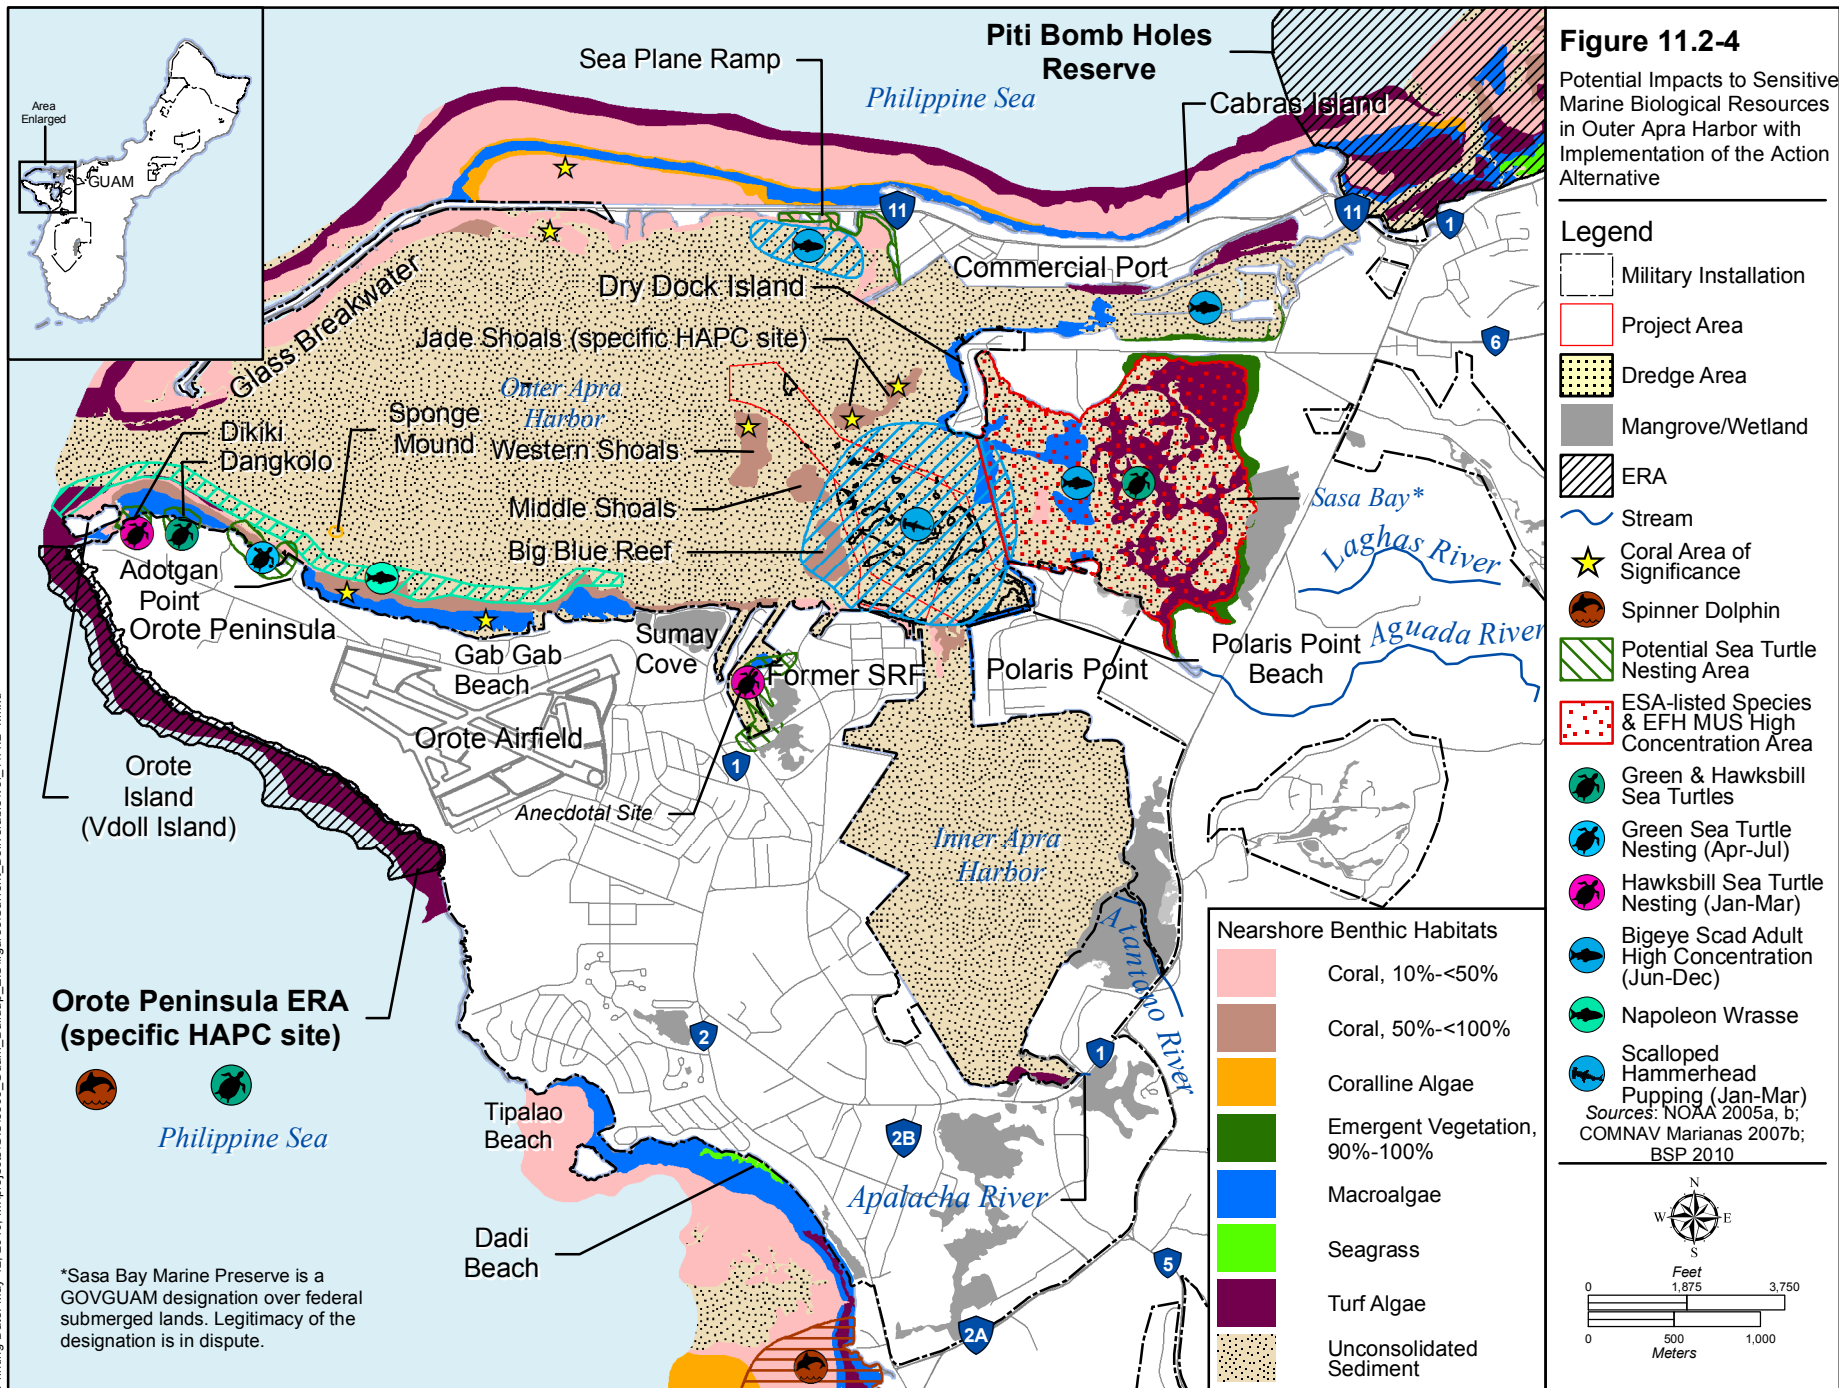 Area
Enlarged
GUAM
Sea Plane Ramp
Piti Bomb Holes
Reserve
Philippine Sea
Cabras Island
11
11
1
Commercial Port
Dry Dock Island
Jade Shoals (specific HAPC site)
Glass Breakwater
Outer Apra
Harbor
Sponge
Mound
Western Shoals
Dikiki
Dangkolo
Middle Shoals
Big Blue Reef
6
Sasa Bay*
Laghas River
Aguada River
Adotgan
Point
Orote Peninsula
Gab Gab
Beach
Sumay
Cove
Former SRF
Polaris Point
Polaris Point
Beach
Orote Airfield
1
Anecdotal Site
Orote
Island
(Vdoll Island)
Inner Apra
Harbor
Atantano River
Orote Peninsula ERA
(specific HAPC site)
Philippine Sea
2
1
Tipalao
Beach
2B
Apalacha River
Dadi
Beach
5
2A
*Sasa Bay Marine Preserve is a
GOVGUAM designation over federal
submerged lands. Legitimacy of the
designation is in dispute.
Nearshore Benthic Habitats
Coral, 10%-<50%
Coral, 50%-<100%
Coralline Algae
Emergent Vegetation,
90%-100%
Macroalgae
Seagrass
Turf Algae
Unconsolidated
Sediment
Figure 11.2-4
Potential Impacts to Sensitive
Marine Biological Resources
in Outer Apra Harbor with
Implementation of the Action
Alternative
Legend
Military Installation
Project Area
Dredge Area
Mangrove/Wetland
ERA
Stream
Coral Area of
Significance
Spinner Dolphin
Potential Sea Turtle
Nesting Area
ESA-listed Species
& EFH MUS High
Concentration Area
Green & Hawksbill
Sea Turtles
Green Sea Turtle
Nesting (Apr-Jul)
Hawksbill Sea Turtle
Nesting (Jan-Mar)
Bigeye Scad Adult
High Concentration
(Jun-Dec)
Napoleon Wrasse
Scalloped
Hammerhead
Pupping (Jan-Mar)
Sources: NOAA 2005a, b;
COMNAV Marianas 2007b;
BSP 2010
N
W E
S
Feet
0 1,875 3,750
0 500 1,000
Meters